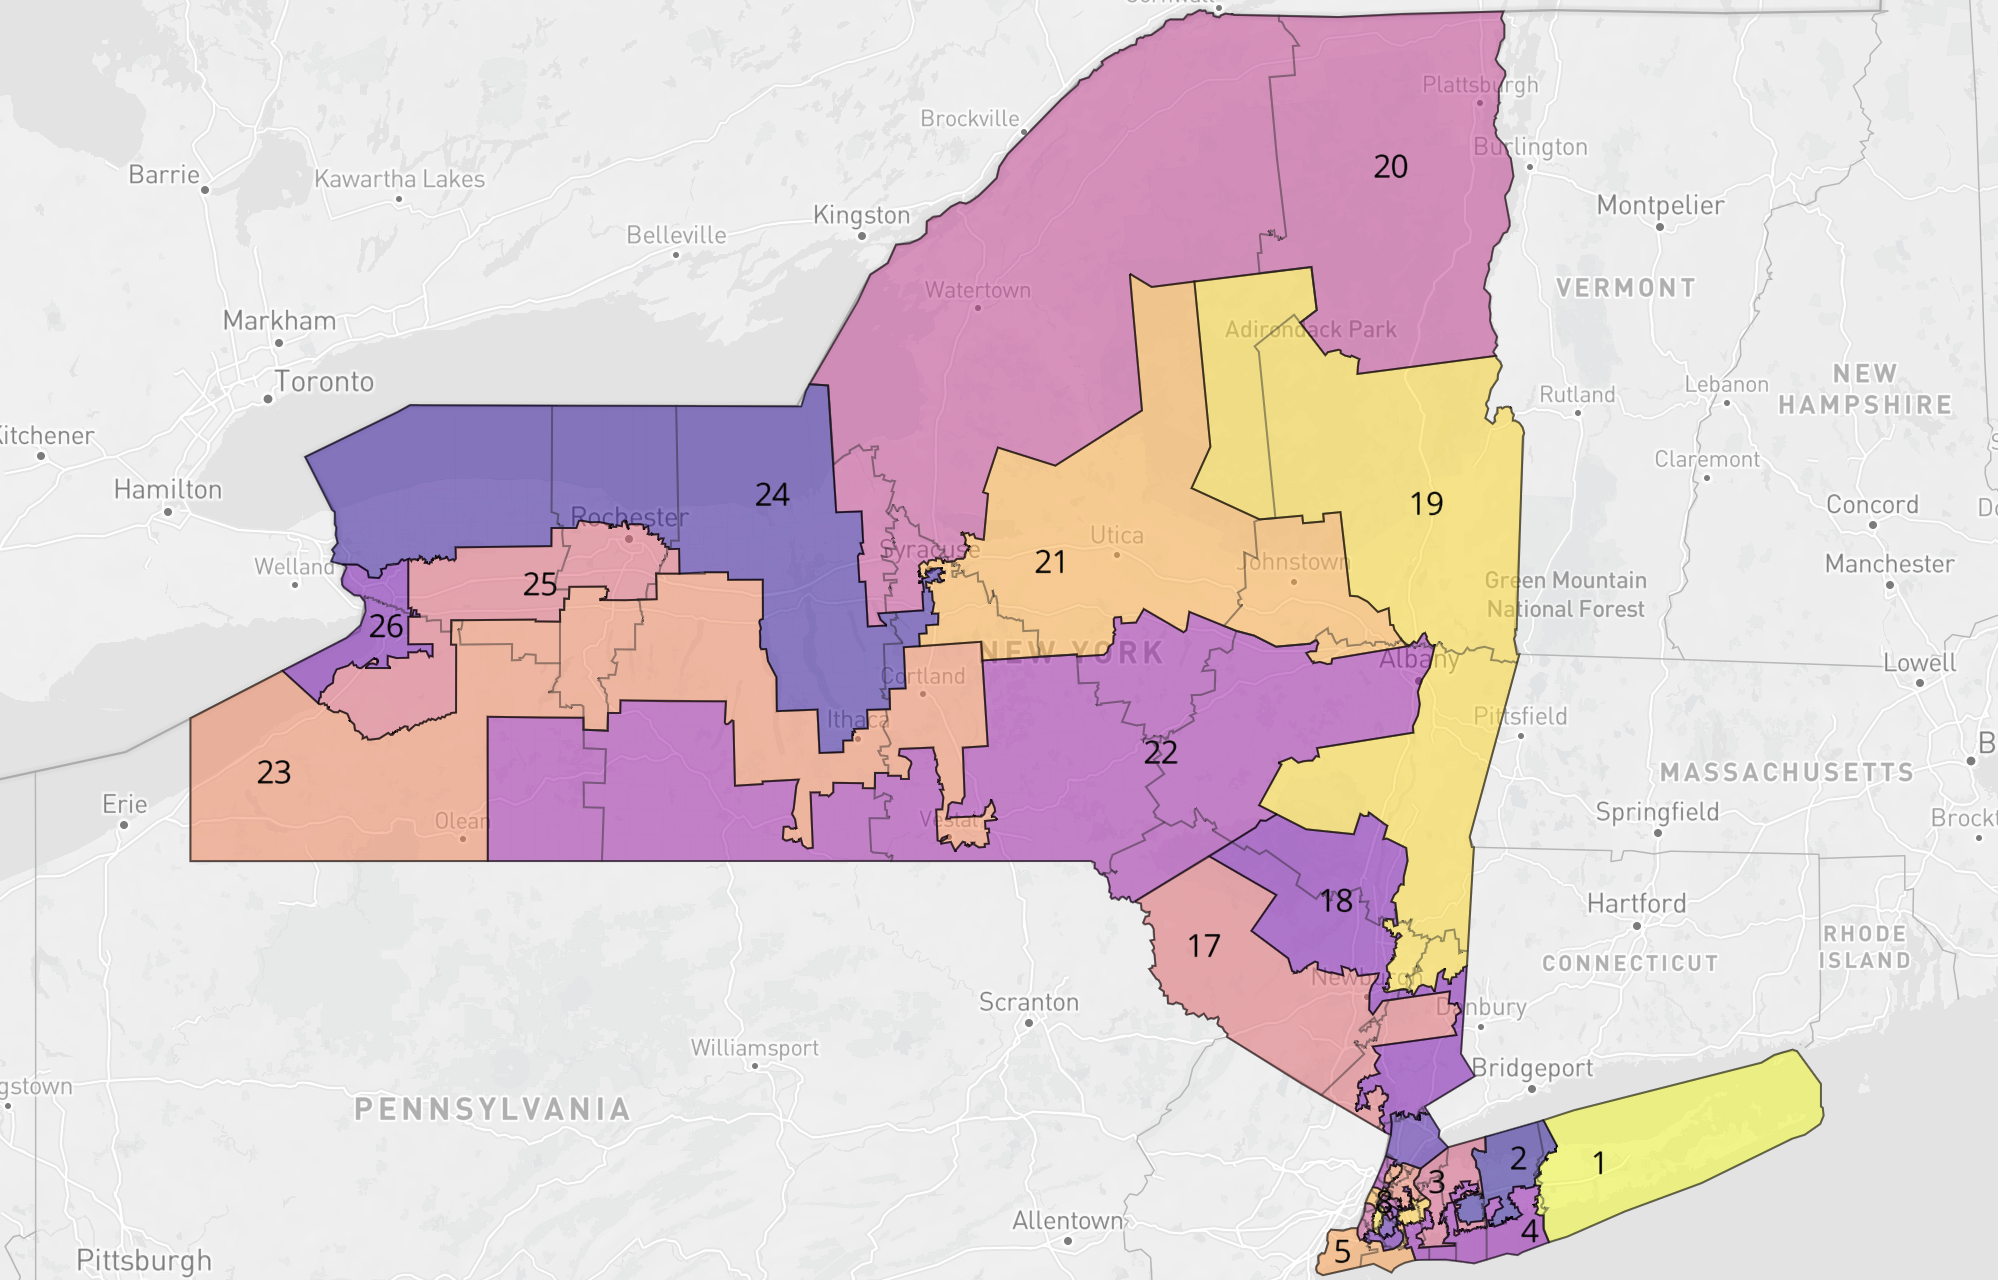 Plattsburgh
Brockville
Burlington
Barrie
Kawartha Lakes
20
Kingston
Montpelier
Belleville
Watertown
VERMONT
Markham
Adirondack Park
Toronto
NEW
HAMPSHIRE
Lebanon
Rutland
Kitchener
Claremont
Hamilton
24
19
Concord
Rochester
Utica
Syracuse
21
Johnstown
Manchester
Welland
25
Green Mountain
National Forest
26
NEW YORK
Albany
Lowell
Cortland
Ithaca
Pittsfield
22
23
MASSACHUSETTS
Erie
Olean
Vestal
Springfield
18
Hartford
17
RHODE
ISLAND
CONNECTICUT
Newburgh
Scranton
Danbury
Williamsport
Bridgeport
PENNSYLVANIA
2
1
3
8
Allentown
4
5
Pittsburgh